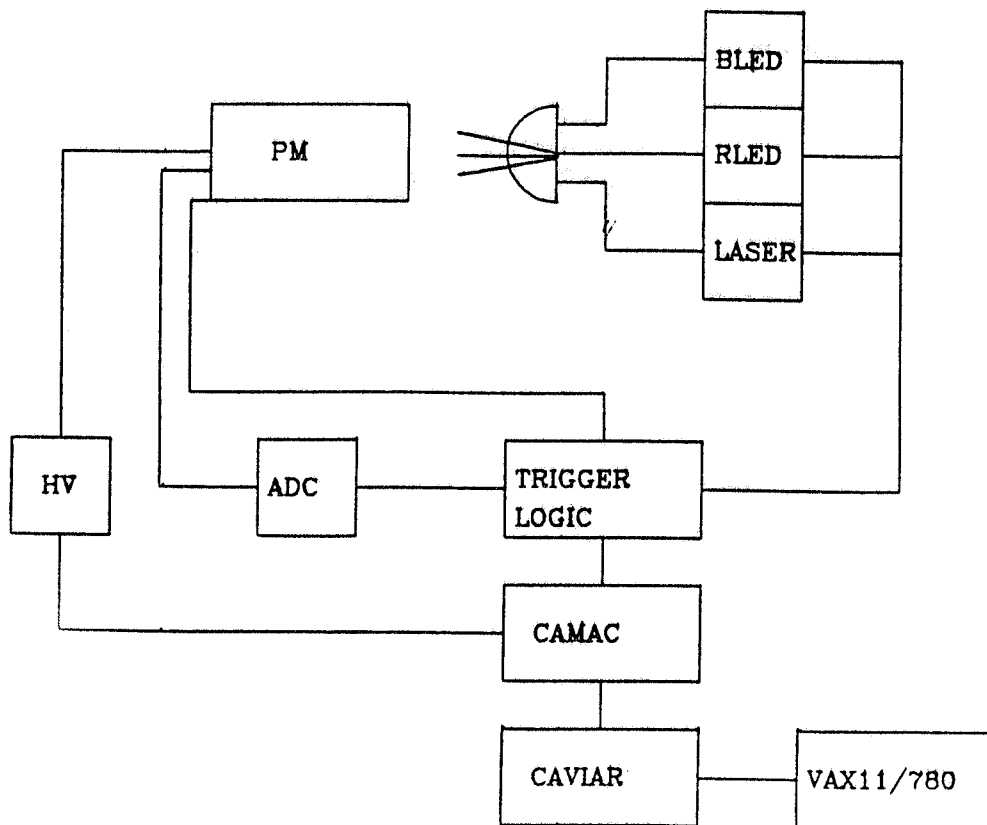 BLED
PM
RLED
LASER
HV
ADC
TRIGGER
LOGIC
CAMAC
CAVIAR
VAX11/780